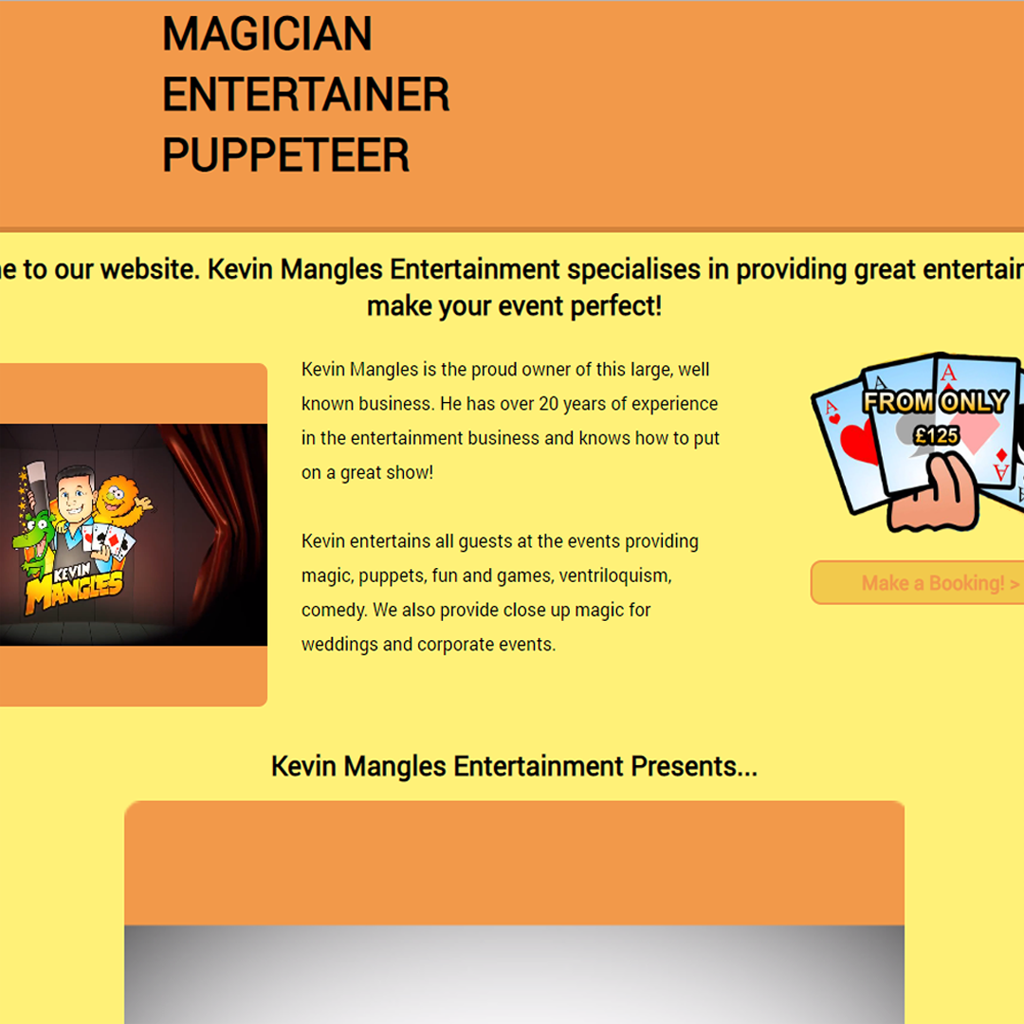 MAGICIAN
ENTERTAINER
PUPPETEER
e to our website. Kevin Mangles Entertainment specialises in providing great entertain
make your event perfect!
Kevin Mangles is the proud owner of this large, well
known business. He has over 20 years of experience
in the entertainment business and knows how to put
on a great show!
Kevin entertains all guests at the events providing
magic, puppets, fun and games, ventriloquism,
comedy. We also provide close up magic for
weddings and corporate events.
KEVIN
MANGLES
A
A
A
FROM ONLY
£125
A
Make a Booking! >
Kevin Mangles Entertainment Presents...